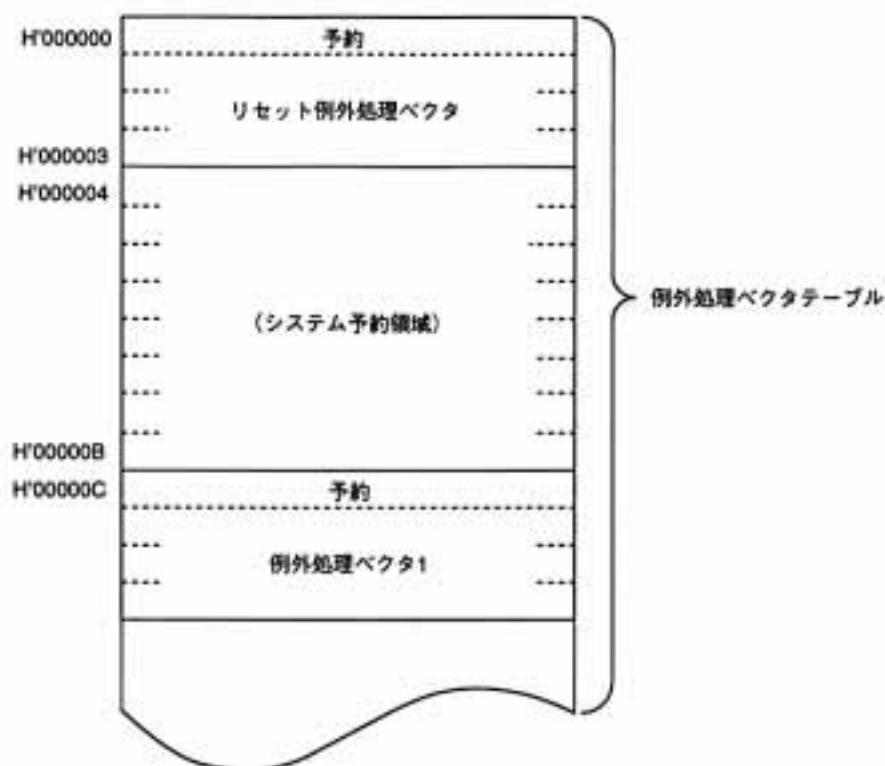 H'000000
予約
リセット例外処理ベクタ
H'000003
H'000004
(システム予約領域)
例外処理ベクタテーブル
H'00000B
H'00000C
予約
例外処理ベクタ1